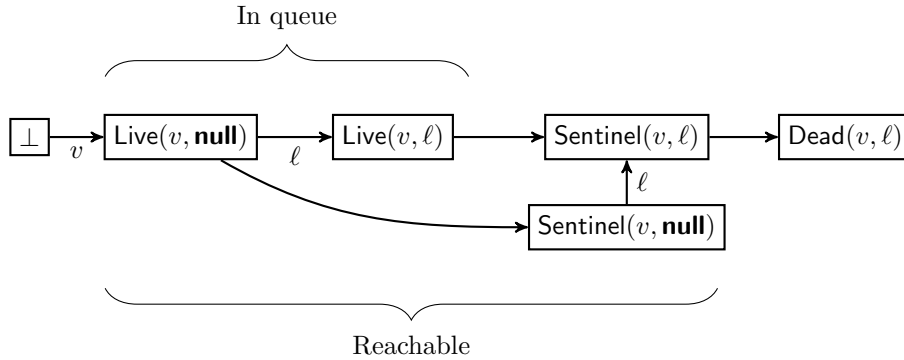 In queue
⊥ v Live(v, null) ℓ Live(v, ℓ) Sentinel(v, ℓ) Dead(v, ℓ)
ℓ
Sentinel(v, null)
Reachable